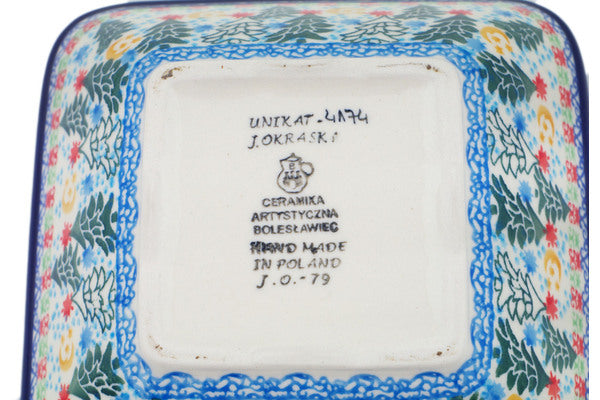 UNIKAT-4174
J.OKRASKI
CERAMIKA
ARTYSTYCZNA
BOLESŁAWIEC
HAND MADE
IN POLAND
J.O.-79